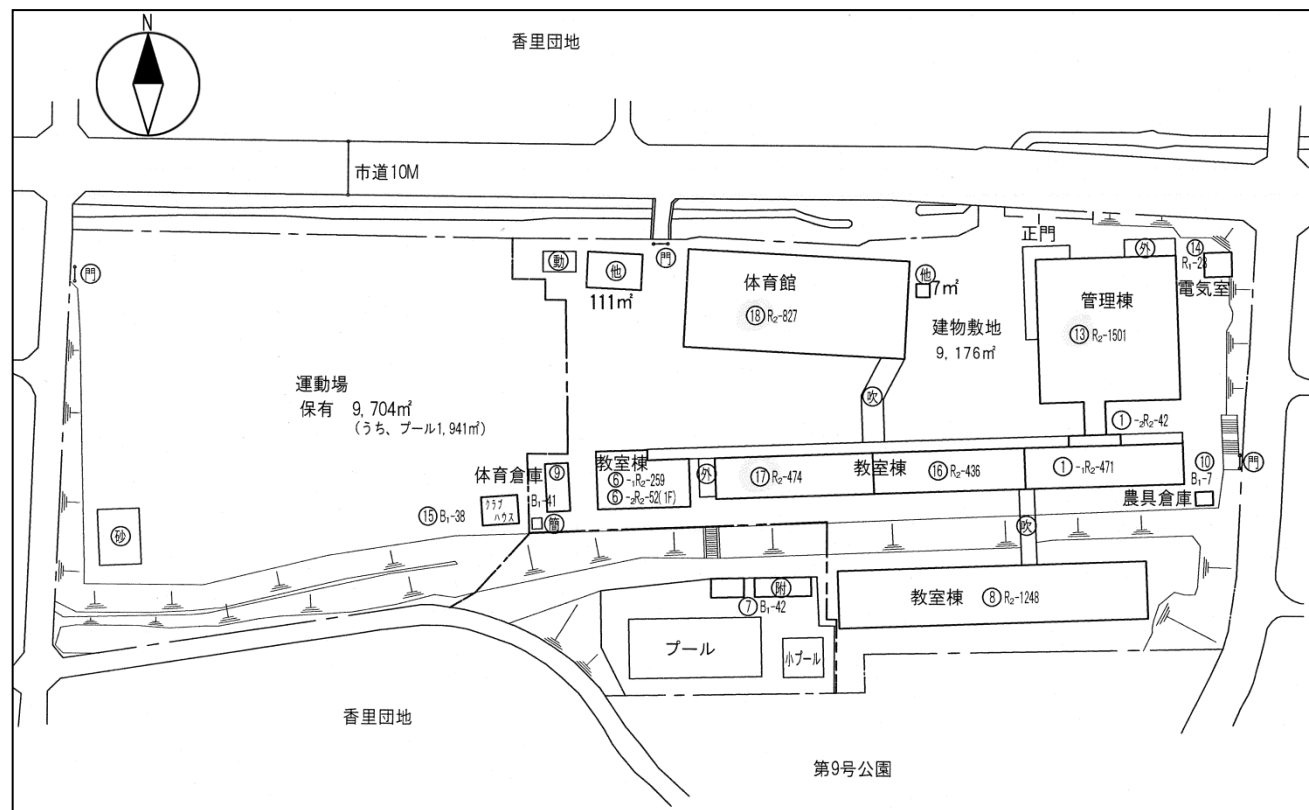 N
香里団地
市道10M
正門
外
⑭
R₁-28
電気室
門
動
他
111㎡
門
体育館
⑱R₂-827
他
7㎡
管理棟
⑬R₂-1501
建物敷地
9,176㎡
運動場
保有 9,704㎡
(うち、プール1,941㎡)
吹
①-₂R₂-42
体育倉庫
⑨
B₁-41
教室棟
⑥-₁R₂-259
⑥-₂R₂-52(1F)
外
⑰R₂-474
教室棟
⑯R₂-436
①-₁R₂-471
⑩
B₁-7
門
農具倉庫
⑮B₁-38
クラブ
ハウス
簡
砂
吹
附
⑦B₁-42
教室棟 ⑧R₂-1248
プール
小プール
香里団地
第9号公園